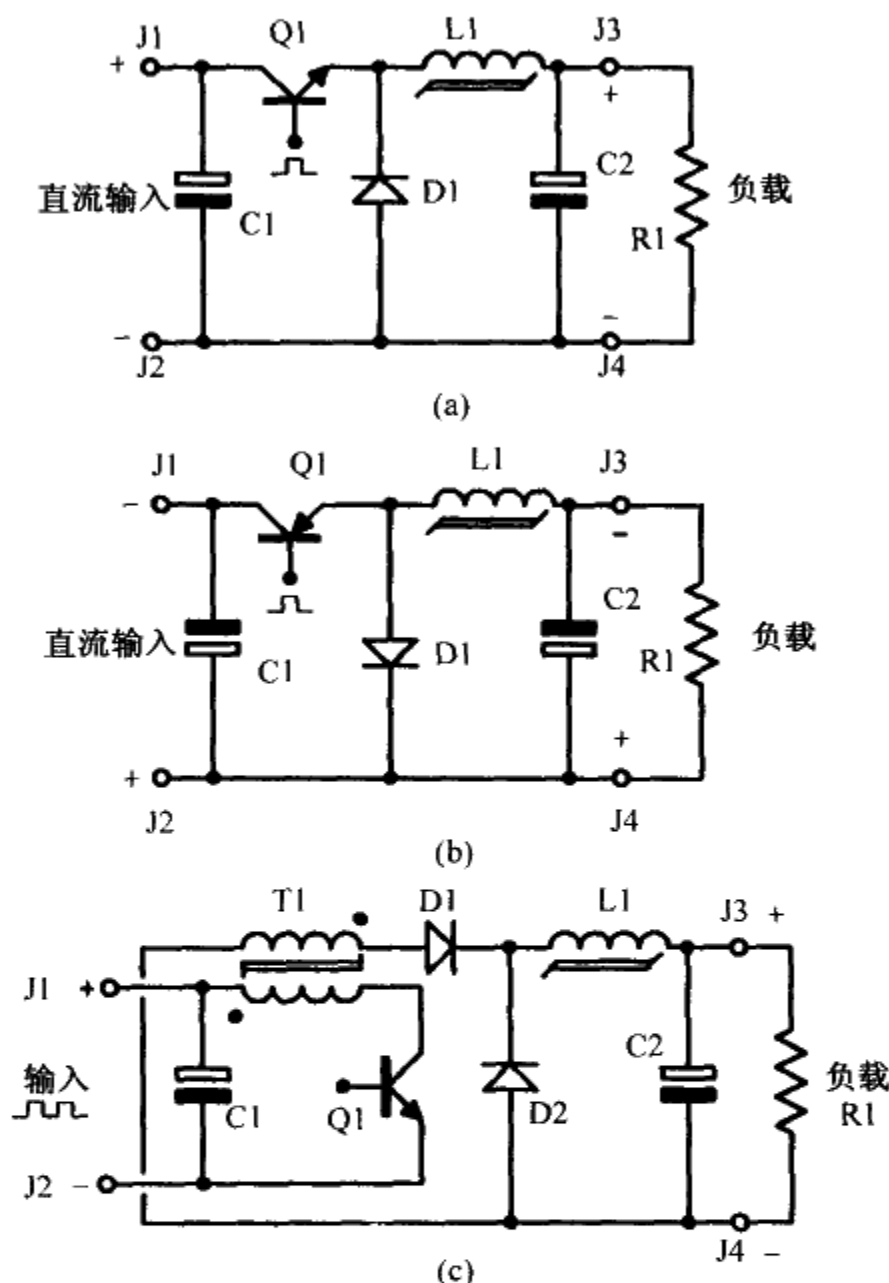 J1 Q1 L1 J3
+ +
直流输入 C1 D1 C2 R1 负载
− −
J2 J4
(a)
J1 Q1 L1 J3
− −
直流输入 C1 D1 C2 R1 负载
+ +
J2 J4
(b)
T1 D1 L1 J3 +
J1 +
输入 C1 Q1 D2 C2 负载
R1
J2 −
J4 −
(c)